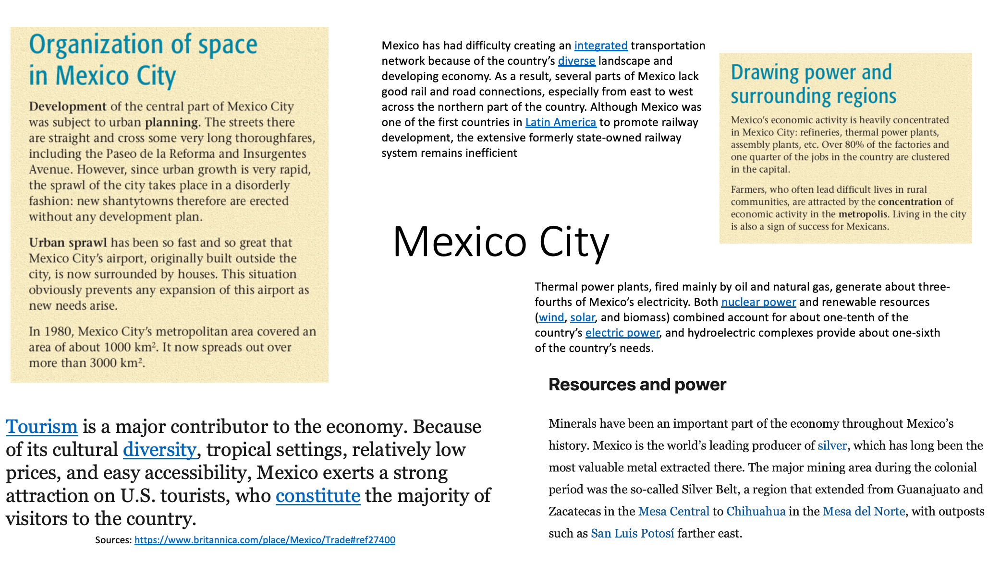 Organization of space
in Mexico City
Development of the central part of Mexico City
was subject to urban planning. The streets there
are straight and cross some very long thoroughfares,
including the Paseo de la Reforma and Insurgentes
Avenue. However, since urban growth is very rapid,
the sprawl of the city takes place in a disorderly
fashion: new shantytowns therefore are erected
without any development plan.
Urban sprawl has been so fast and so great that
Mexico City's airport, originally built outside the
city, is now surrounded by houses. This situation
obviously prevents any expansion of this airport as
new needs arise.
In 1980, Mexico City's metropolitan area covered an
area of about 1000 km². It now spreads out over
more than 3000 km².
Mexico has had difficulty creating an integrated transportation
network because of the country's diverse landscape and
developing economy. As a result, several parts of Mexico lack
good rail and road connections, especially from east to west
across the northern part of the country. Although Mexico was
one of the first countries in Latin America to promote railway
development, the extensive formerly state-owned railway
system remains inefficient
Drawing power and
surrounding regions
Mexico's economic activity is heavily concentrated
in Mexico City: refineries, thermal power plants,
assembly plants, etc. Over 80% of the factories and
one quarter of the jobs in the country are clustered
in the capital.
Farmers, who often lead difficult lives in rural
communities, are attracted by the concentration of
economic activity in the metropolis. Living in the city
is also a sign of success for Mexicans.
Mexico City
Thermal power plants, fired mainly by oil and natural gas, generate about three-
fourths of Mexico's electricity. Both nuclear power and renewable resources
(wind, solar, and biomass) combined account for about one-tenth of the
country's electric power, and hydroelectric complexes provide about one-sixth
of the country's needs.
Resources and power
Minerals have been an important part of the economy throughout Mexico's
history. Mexico is the world's leading producer of silver, which has long been the
most valuable metal extracted there. The major mining area during the colonial
period was the so-called Silver Belt, a region that extended from Guanajuato and
Zacatecas in the Mesa Central to Chihuahua in the Mesa del Norte, with outposts
such as San Luis Potosí farther east.
Tourism is a major contributor to the economy. Because
of its cultural diversity, tropical settings, relatively low
prices, and easy accessibility, Mexico exerts a strong
attraction on U.S. tourists, who constitute the majority of
visitors to the country.
Sources: https://www.britannica.com/place/Mexico/Trade#ref27400